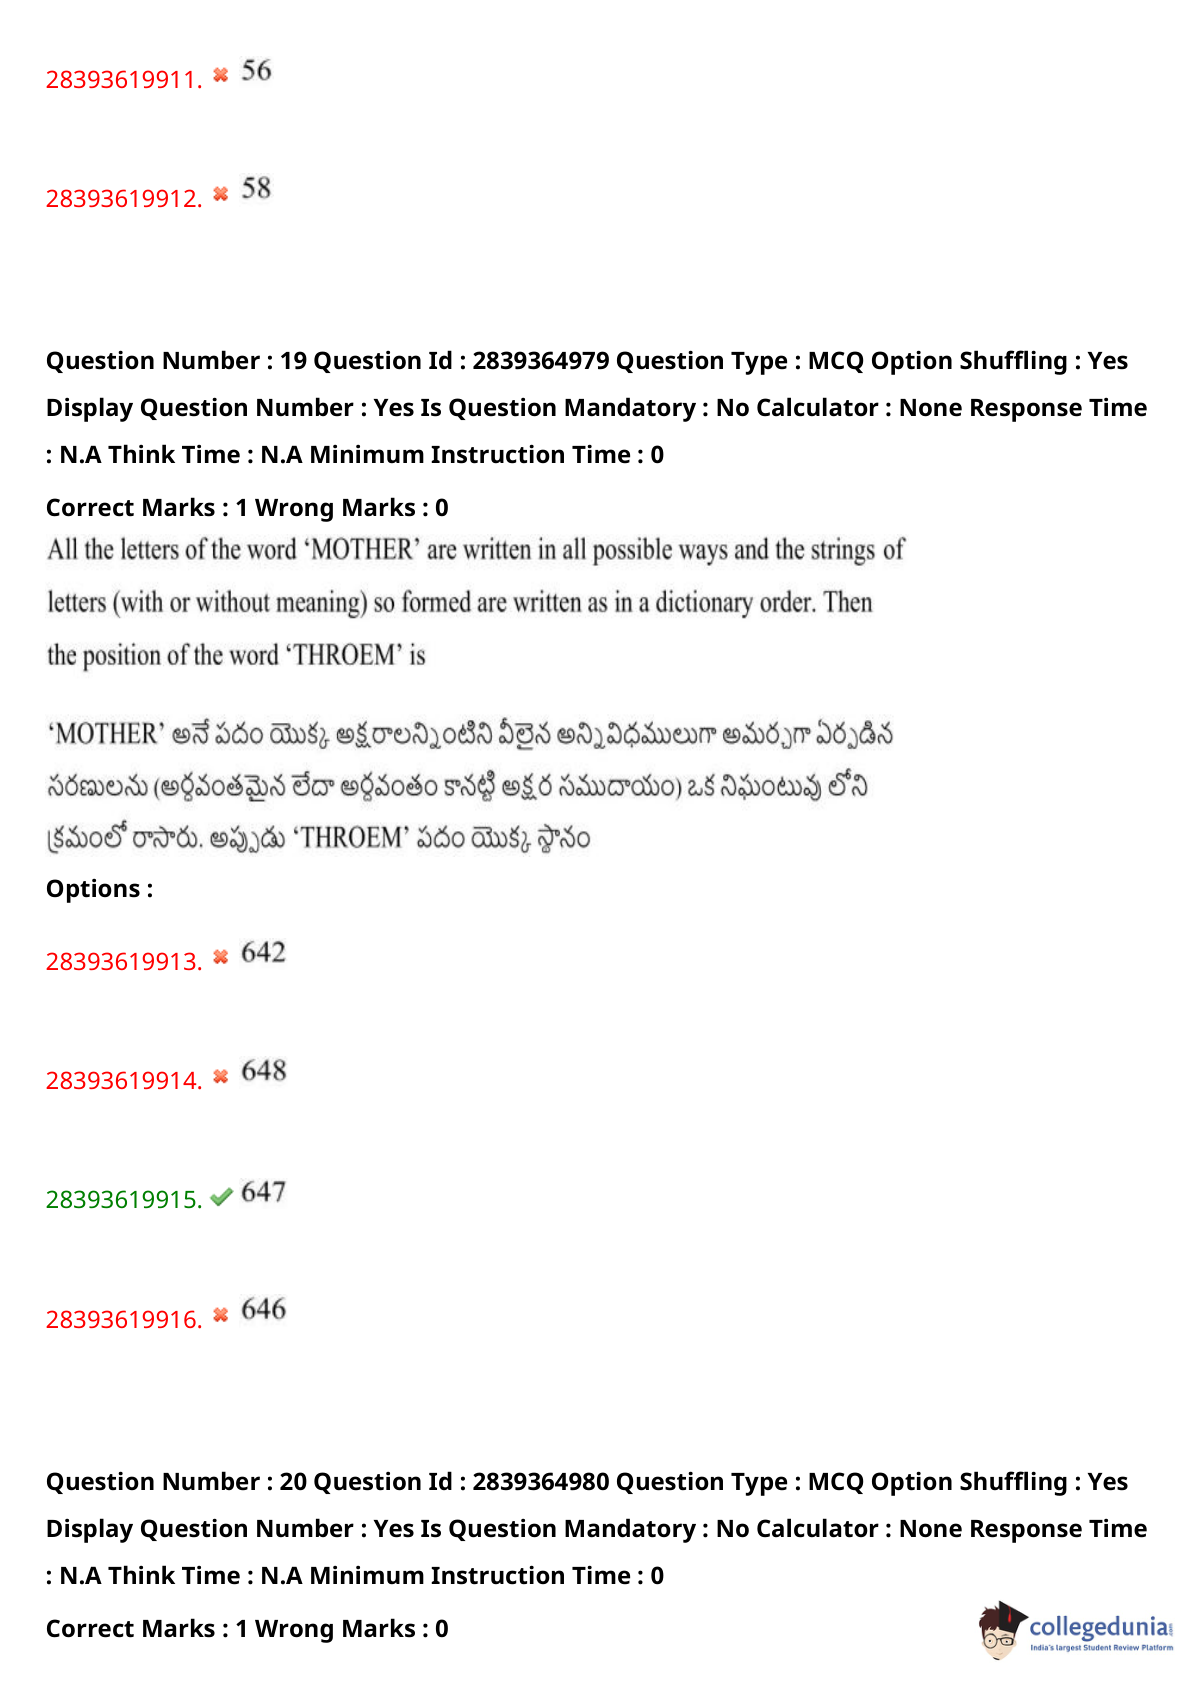 28393619911. 56
28393619912. 58
Question Number : 19 Question Id : 2839364979 Question Type : MCQ Option Shuffling : Yes
Display Question Number : Yes Is Question Mandatory : No Calculator : None Response Time
: N.A Think Time : N.A Minimum Instruction Time : 0
Correct Marks : 1 Wrong Marks : 0
All the letters of the word ‘MOTHER’ are written in all possible ways and the strings of
letters (with or without meaning) so formed are written as in a dictionary order. Then
the position of the word ‘THROEM’ is
‘MOTHER’ అనే పదం యొక్క అక్షరాలన్నింటిని వీలైన అన్నివిధములుగా అమర్చగా ఏర్పడిన
సరణులను (అర్థవంతమైన లేదా అర్థవంతం కానట్టి అక్షర సముదాయం) ఒక నిఘంటువు లోని
క్రమంలో రాసారు. అప్పుడు ‘THROEM’ పదం యొక్క స్థానం
Options :
28393619913. 642
28393619914. 648
28393619915. 647
28393619916. 646
Question Number : 20 Question Id : 2839364980 Question Type : MCQ Option Shuffling : Yes
Display Question Number : Yes Is Question Mandatory : No Calculator : None Response Time
: N.A Think Time : N.A Minimum Instruction Time : 0
Correct Marks : 1 Wrong Marks : 0
collegedunia.com
India's largest Student Review Platform